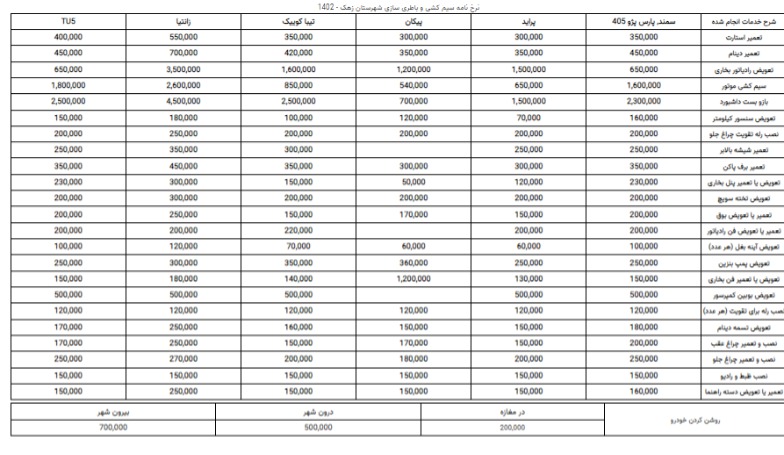 نرخ نامه سیم کشی و باطری سازی شهرستان زهک - 1402
شرح خدمات انجام شده سمند, پارس پژو 405 پراید پیکان تیبا کوییک زانتیا TU5
تعمیر استارت 350,000 300,000 300,000 350,000 550,000 400,000
تعمیر دینام 450,000 350,000 350,000 420,000 700,000 450,000
تعویض رادیاتور بخاری 650,000 1,500,000 1,200,000 1,600,000 3,500,000 650,000
سیم کشی موتور 1,600,000 650,000 540,000 850,000 2,600,000 1,800,000
بازو بست داشبورد 2,300,000 1,500,000 700,000 2,500,000 4,500,000 2,500,000
تعویض سنسور کیلومتر 160,000 70,000 120,000 100,000 180,000 150,000
نصب رله تقویت چراغ جلو 200,000 200,000 200,000 200,000 250,000 200,000
تعمیر شیشه بالابر 250,000 250,000 300,000 350,000 250,000
تعمیر برف پاکن 350,000 300,000 300,000 350,000 450,000 350,000
تعویض یا تعمیر پنل بخاری 230,000 120,000 50,000 150,000 300,000 230,000
تعویض تخته سویچ 200,000 200,000 200,000 200,000 300,000 200,000
تعمیر یا تعویض بوق 200,000 150,000 170,000 150,000 250,000 200,000
تعمیر یا تعویض فن رادیاتور 200,000 200,000 220,000 200,000 200,000
تعویض آینه بغل (هر عدد) 100,000 60,000 60,000 70,000 120,000 100,000
تعویض پمپ بنزین 250,000 250,000 360,000 350,000 300,000 250,000
تعویض یا تعمیر فن بخاری 150,000 130,000 1,200,000 140,000 180,000 150,000
تعویض بوبین کمپرسور 500,000 500,000 500,000 500,000 500,000
نصب رله برای تقویت (هر عدد) 120,000 120,000 120,000 120,000 120,000 120,000
تعویض تسمه دینام 180,000 150,000 150,000 160,000 250,000 170,000
نصب و تعمیر چراغ عقب 200,000 150,000 170,000 150,000 250,000 170,000
نصب و تعمیر چراغ جلو 250,000 200,000 180,000 200,000 270,000 250,000
نصب ظبط و رادیو 150,000 150,000 150,000 150,000 150,000 150,000
تعمیر یا تعویض دسته راهنما 160,000 150,000 150,000 150,000 250,000 150,000
روشن کردن خودرو در مغازه درون شهر بیرون شهر
200,000 500,000 700,000